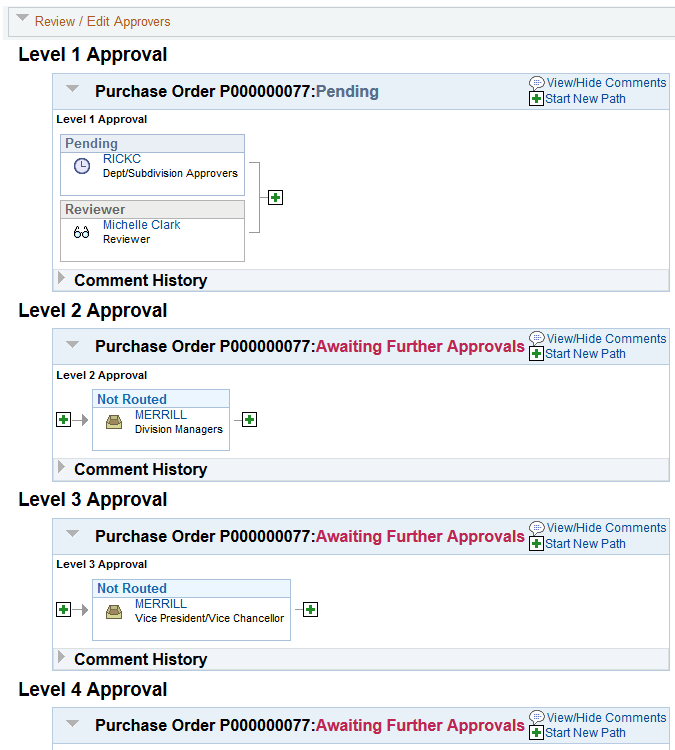 Review / Edit Approvers
Level 1 Approval
Purchase Order P000000077:Pending
View/Hide Comments
Start New Path
Level 1 Approval
Pending
RICKC
Dept/Subdivision Approvers
Reviewer
Michelle Clark
Reviewer
Comment History
Level 2 Approval
Purchase Order P000000077:Awaiting Further Approvals
View/Hide Comments
Start New Path
Level 2 Approval
Not Routed
MERRILL
Division Managers
Comment History
Level 3 Approval
Purchase Order P000000077:Awaiting Further Approvals
View/Hide Comments
Start New Path
Level 3 Approval
Not Routed
MERRILL
Vice President/Vice Chancellor
Comment History
Level 4 Approval
Purchase Order P000000077:Awaiting Further Approvals
View/Hide Comments
Start New Path